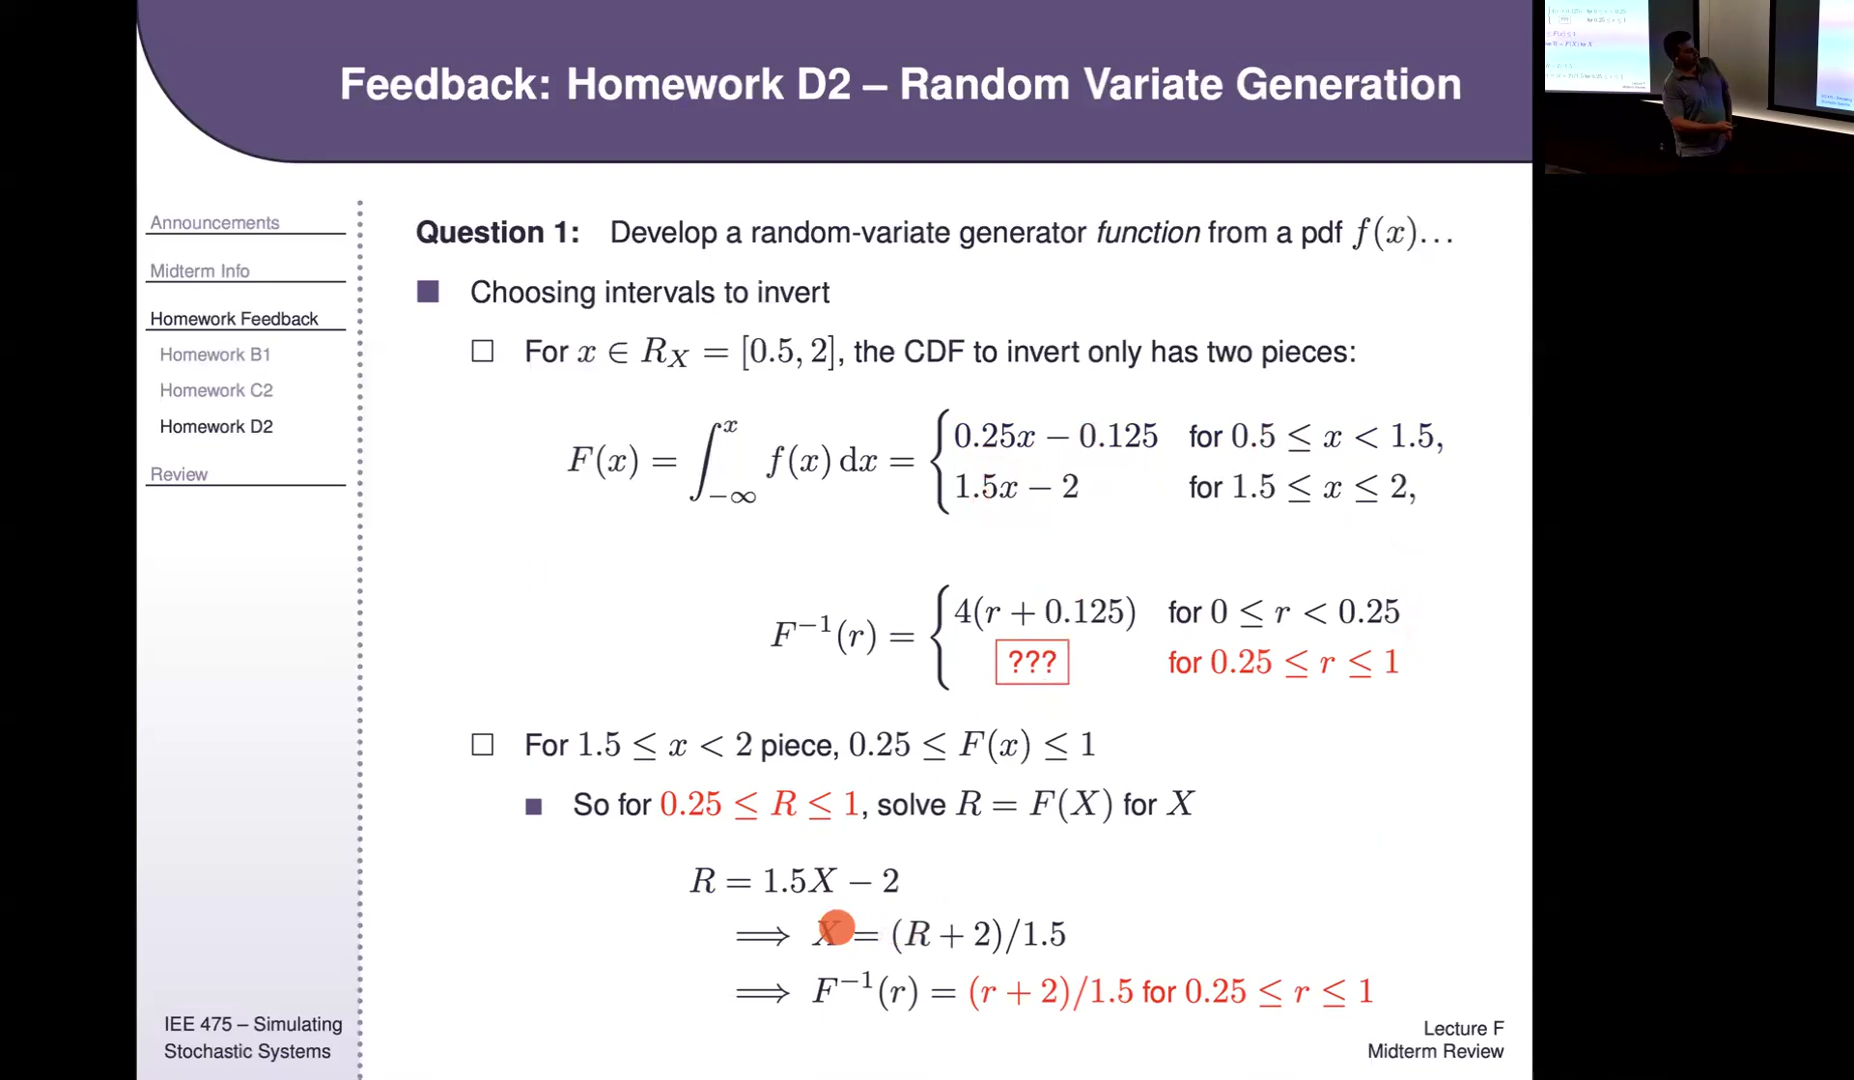 Feedback: Homework D2 – Random Variate Generation
Announcements
Midterm Info
Homework Feedback
Homework B1
Homework C2
Homework D2
Review
Question 1: Develop a random-variate generator function from a pdf f(x)...
Choosing intervals to invert
For x ∈ R_X = [0.5, 2], the CDF to invert only has two pieces:
F(x) = ∫_{−∞}^{x} f(x) dx = { 0.25x − 0.125 for 0.5 ≤ x < 1.5,
1.5x − 2 for 1.5 ≤ x ≤ 2,
F^{−1}(r) = { 4(r + 0.125) for 0 ≤ r < 0.25
??? for 0.25 ≤ r ≤ 1
For 1.5 ≤ x < 2 piece, 0.25 ≤ F(x) ≤ 1
So for 0.25 ≤ R ≤ 1, solve R = F(X) for X
R = 1.5X − 2
⟹ X = (R + 2)/1.5
⟹ F^{−1}(r) = (r + 2)/1.5 for 0.25 ≤ r ≤ 1
IEE 475 – Simulating
Stochastic Systems
Lecture F
Midterm Review